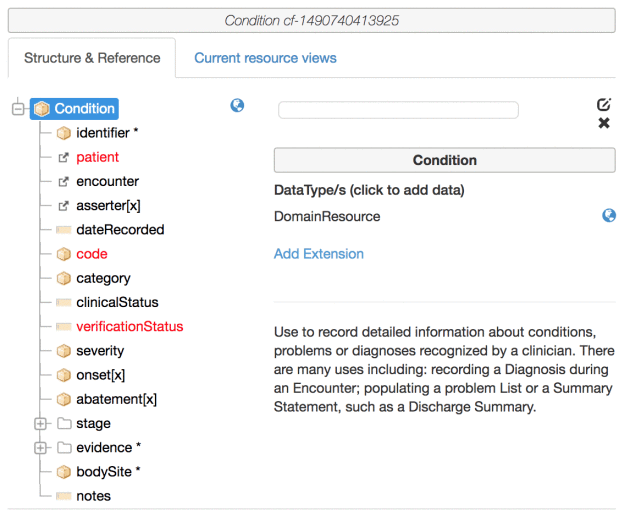 Condition cf-1490740413925
Structure & Reference
Current resource views
Condition
identifier *
patient
encounter
asserter[x]
dateRecorded
code
category
clinicalStatus
verificationStatus
severity
onset[x]
abatement[x]
stage
evidence *
bodySite *
notes
Condition
DataType/s (click to add data)
DomainResource
Add Extension
Use to record detailed information about conditions,
problems or diagnoses recognized by a clinician. There
are many uses including: recording a Diagnosis during
an Encounter; populating a problem List or a Summary
Statement, such as a Discharge Summary.